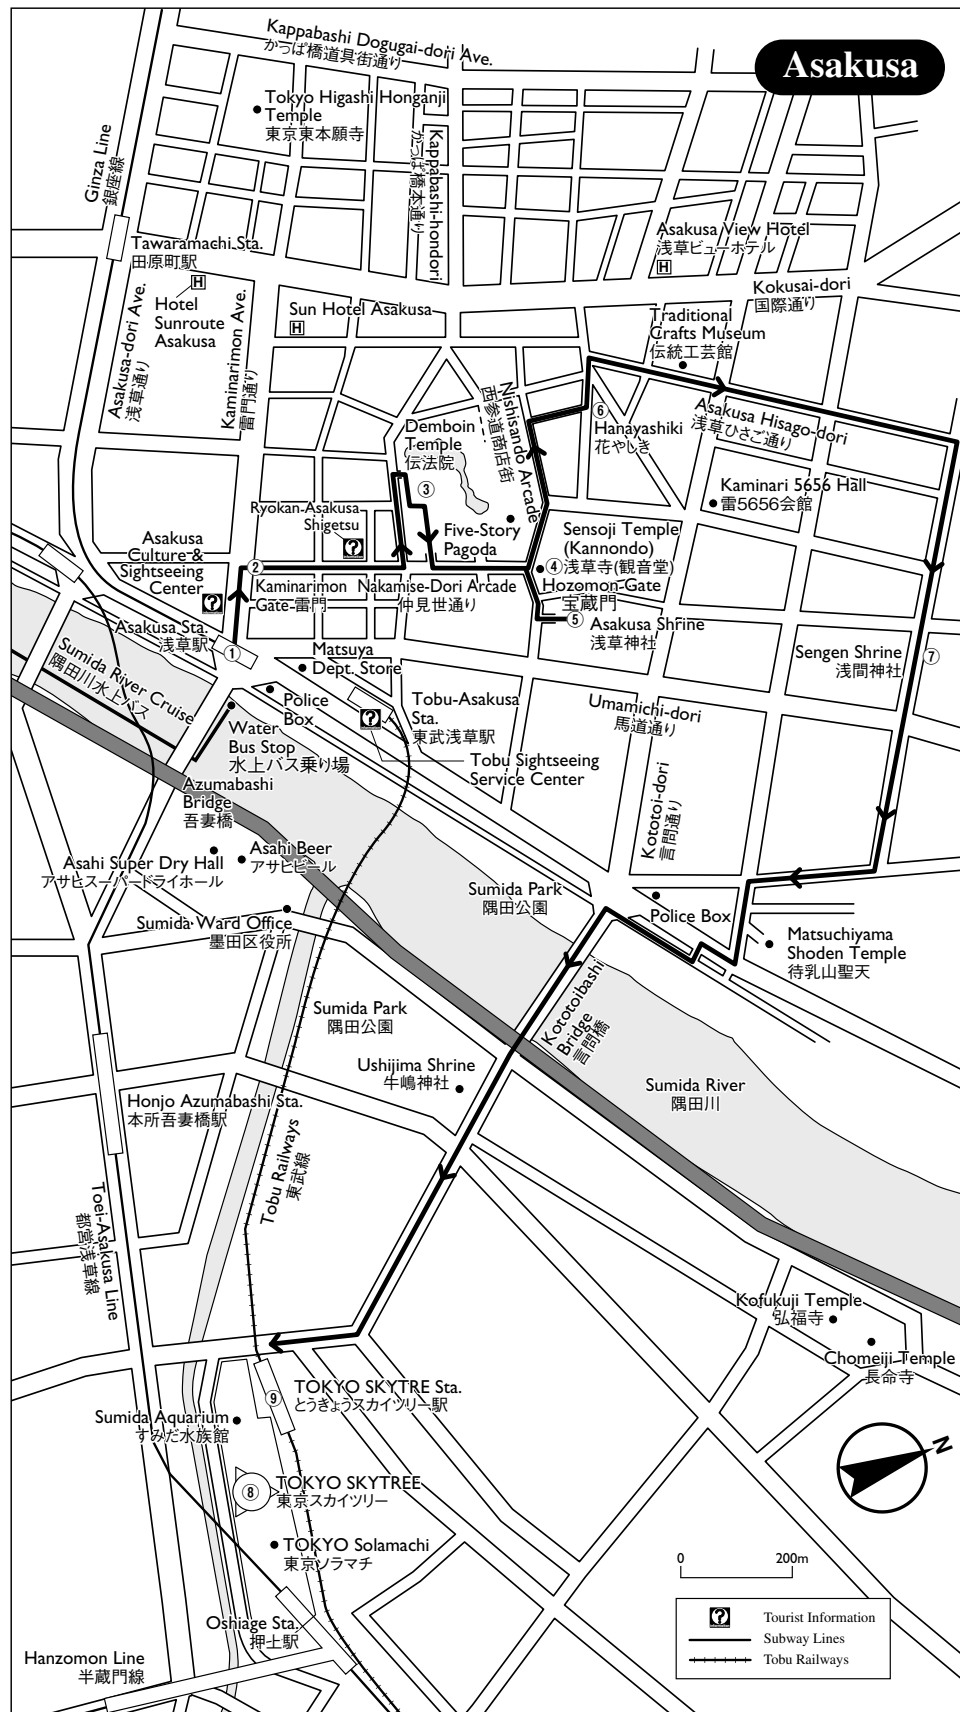 Asakusa
Kappabashi Dogugai-dori Ave.
かっぱ橋道具街通り
Tokyo Higashi Honganji
Temple
東京東本願寺
Kappabashi-hondori
かっぱ橋本通り
Ginza Line
銀座線
Asakusa View Hotel
浅草ビューホテル
H
Tawaramachi Sta.
田原町駅
H
Hotel
Sunroute
Asakusa
Sun Hotel Asakusa
H
Kokusai-dori
国際通り
Traditional
Crafts Museum
伝統工芸館
Asakusa-dori Ave.
浅草通り
Kaminarimon Ave.
雷門通り
Nishisando Arcade
西参道商店街
⑥
Hanayashiki
花やしき
Asakusa Hisago-dori
浅草ひさご通り
Demboin
Temple
伝法院
③
Kaminari 5656 Hall
雷5656会館
Ryokan-Asakusa
Shigetsu
?
Five-Story
Pagoda
Sensoji Temple
(Kannondo)
④ 浅草寺(観音堂)
Asakusa
Culture &
Sightseeing
Center
?
②
Kaminarimon
Gate 雷門
Nakamise-Dori Arcade
仲見世通り
Hozomon Gate
宝蔵門
⑤
Asakusa Shrine
浅草神社
Asakusa Sta.
浅草駅
①
Matsuya
Dept. Store
Sengen Shrine
浅間神社
⑦
Sumida River Cruise
隅田川水上バス
Police
Box
Tobu-Asakusa
Sta.
東武浅草駅
?
Umamichi-dori
馬道通り
Water
Bus Stop
水上バス乗り場
Tobu Sightseeing
Service Center
Azumabashi
Bridge
吾妻橋
Kototoi-dori
言問通り
Asahi Super Dry Hall
アサヒスーパードライホール
Asahi Beer
アサヒビール
Sumida Park
隅田公園
Police Box
Sumida Ward Office
墨田区役所
Matsuchiyama
Shoden Temple
待乳山聖天
Kototoibashi
Bridge
言問橋
Sumida Park
隅田公園
Ushijima Shrine
牛嶋神社
Sumida River
隅田川
Honjo Azumabashi Sta.
本所吾妻橋駅
Tobu Railways
東武線
Toei-Asakusa Line
都営浅草線
Kofukuji Temple
弘福寺
Chomeiji Temple
長命寺
⑨
TOKYO SKYTRE Sta.
とうきょうスカイツリー駅
Sumida Aquarium
すみだ水族館
N
⑧
TOKYO SKYTREE
東京スカイツリー
TOKYO Solamachi
東京ソラマチ
0 200m
Oshiage Sta.
押上駅
Hanzomon Line
半蔵門線
? Tourist Information
Subway Lines
Tobu Railways